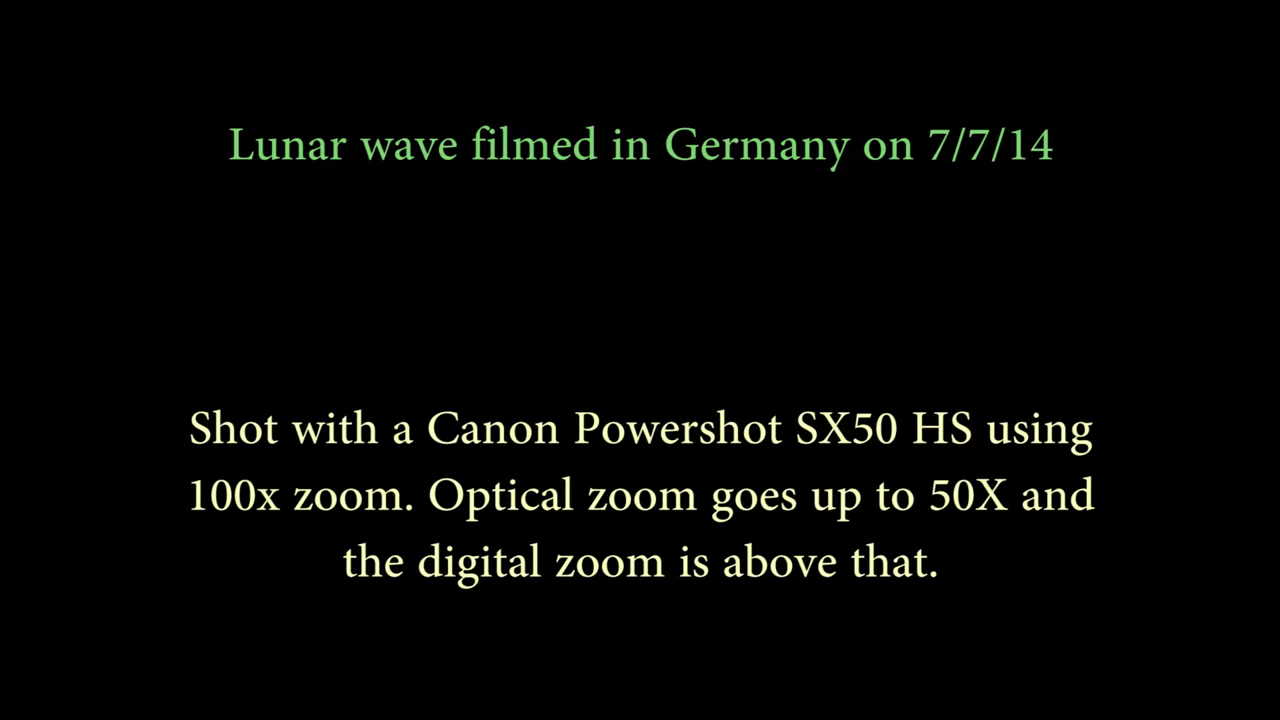 Lunar wave filmed in Germany on 7/7/14
Shot with a Canon Powershot SX50 HS using
100x zoom. Optical zoom goes up to 50X and
the digital zoom is above that.